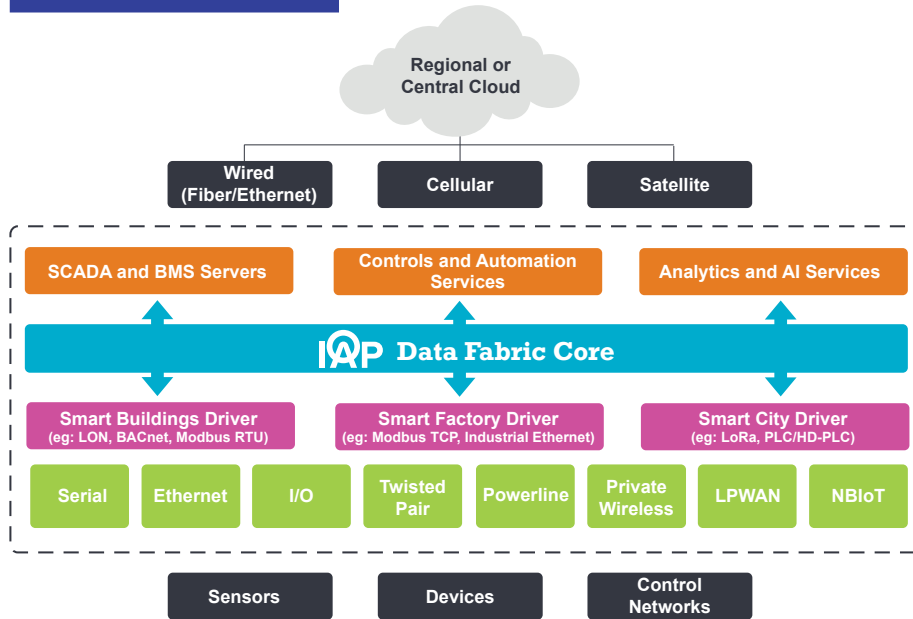 Regional or
Central Cloud
Wired
(Fiber/Ethernet)
Cellular
Satellite
SCADA and BMS Servers
Controls and Automation
Services
Analytics and AI Services
IAP Data Fabric Core
Smart Buildings Driver
(eg: LON, BACnet, Modbus RTU)
Smart Factory Driver
(eg: Modbus TCP, Industrial Ethernet)
Smart City Driver
(eg: LoRa, PLC/HD-PLC)
Serial
Ethernet
I/O
Twisted
Pair
Powerline
Private
Wireless
LPWAN
NBIoT
Sensors
Devices
Control
Networks